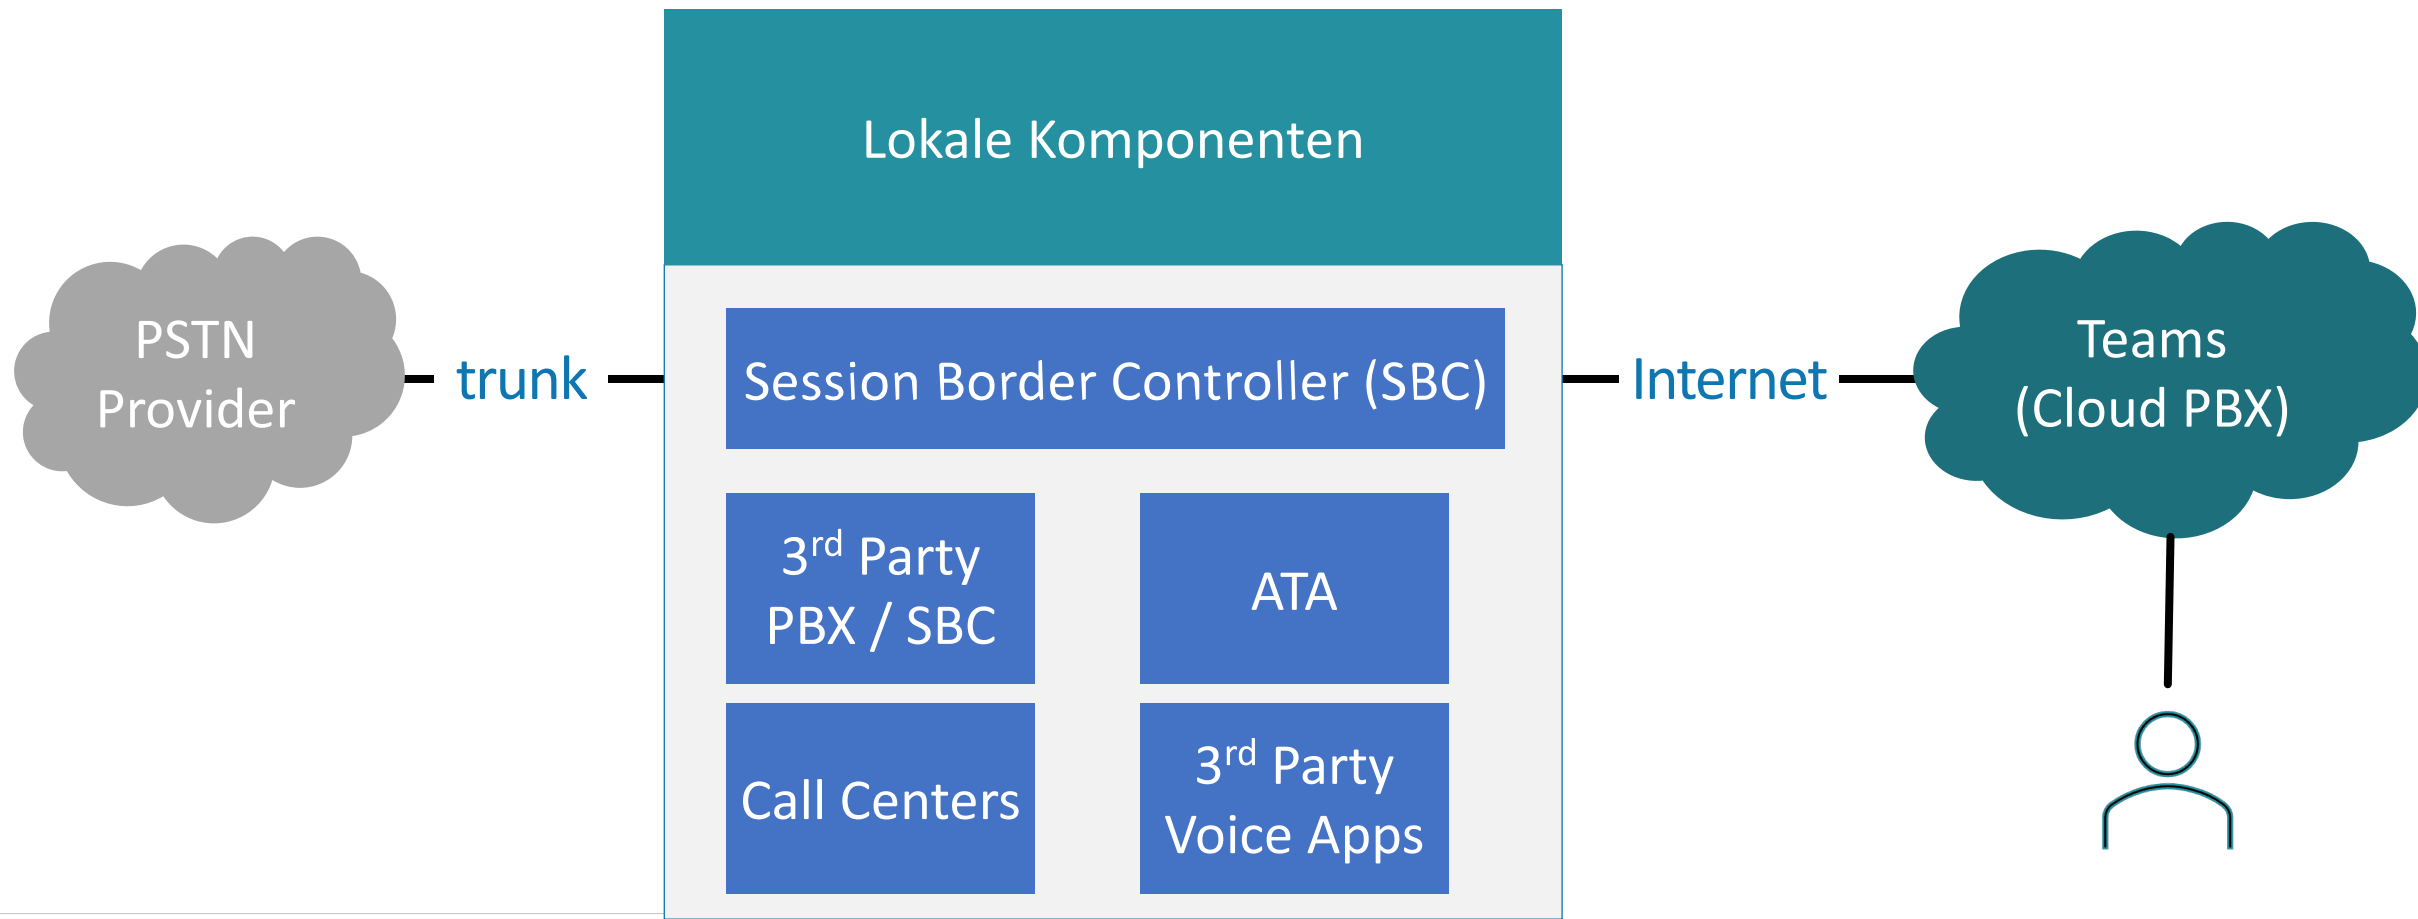 Lokale Komponenten
PSTN
Provider
trunk
Session Border Controller (SBC)
Internet
Teams
(Cloud PBX)
3rd Party
PBX / SBC
ATA
Call Centers
3rd Party
Voice Apps